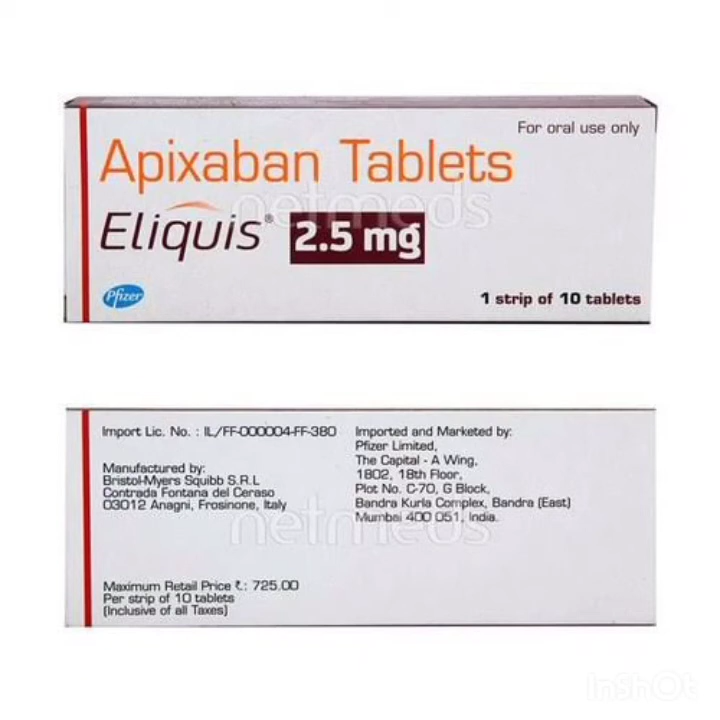 For oral use only
Apixaban Tablets
Eliquis® 2.5 mg
netmeds
Pfizer
1 strip of 10 tablets
Import Lic. No. : IL/FF-000004-FF-380
Manufactured by:
Bristol-Myers Squibb S.R.L
Contrada Fontana del Ceraso
03012 Anagni, Frosinone, Italy
Imported and Marketed by:
Pfizer Limited,
The Capital - A Wing,
1802, 18th Floor,
Plot No. C-70, G Block,
Bandra Kurla Complex, Bandra (East)
Mumbai 400 051, India.
netmeds
Maximum Retail Price ₹.: 725.00
Per strip of 10 tablets
(Inclusive of all Taxes)
InShOt